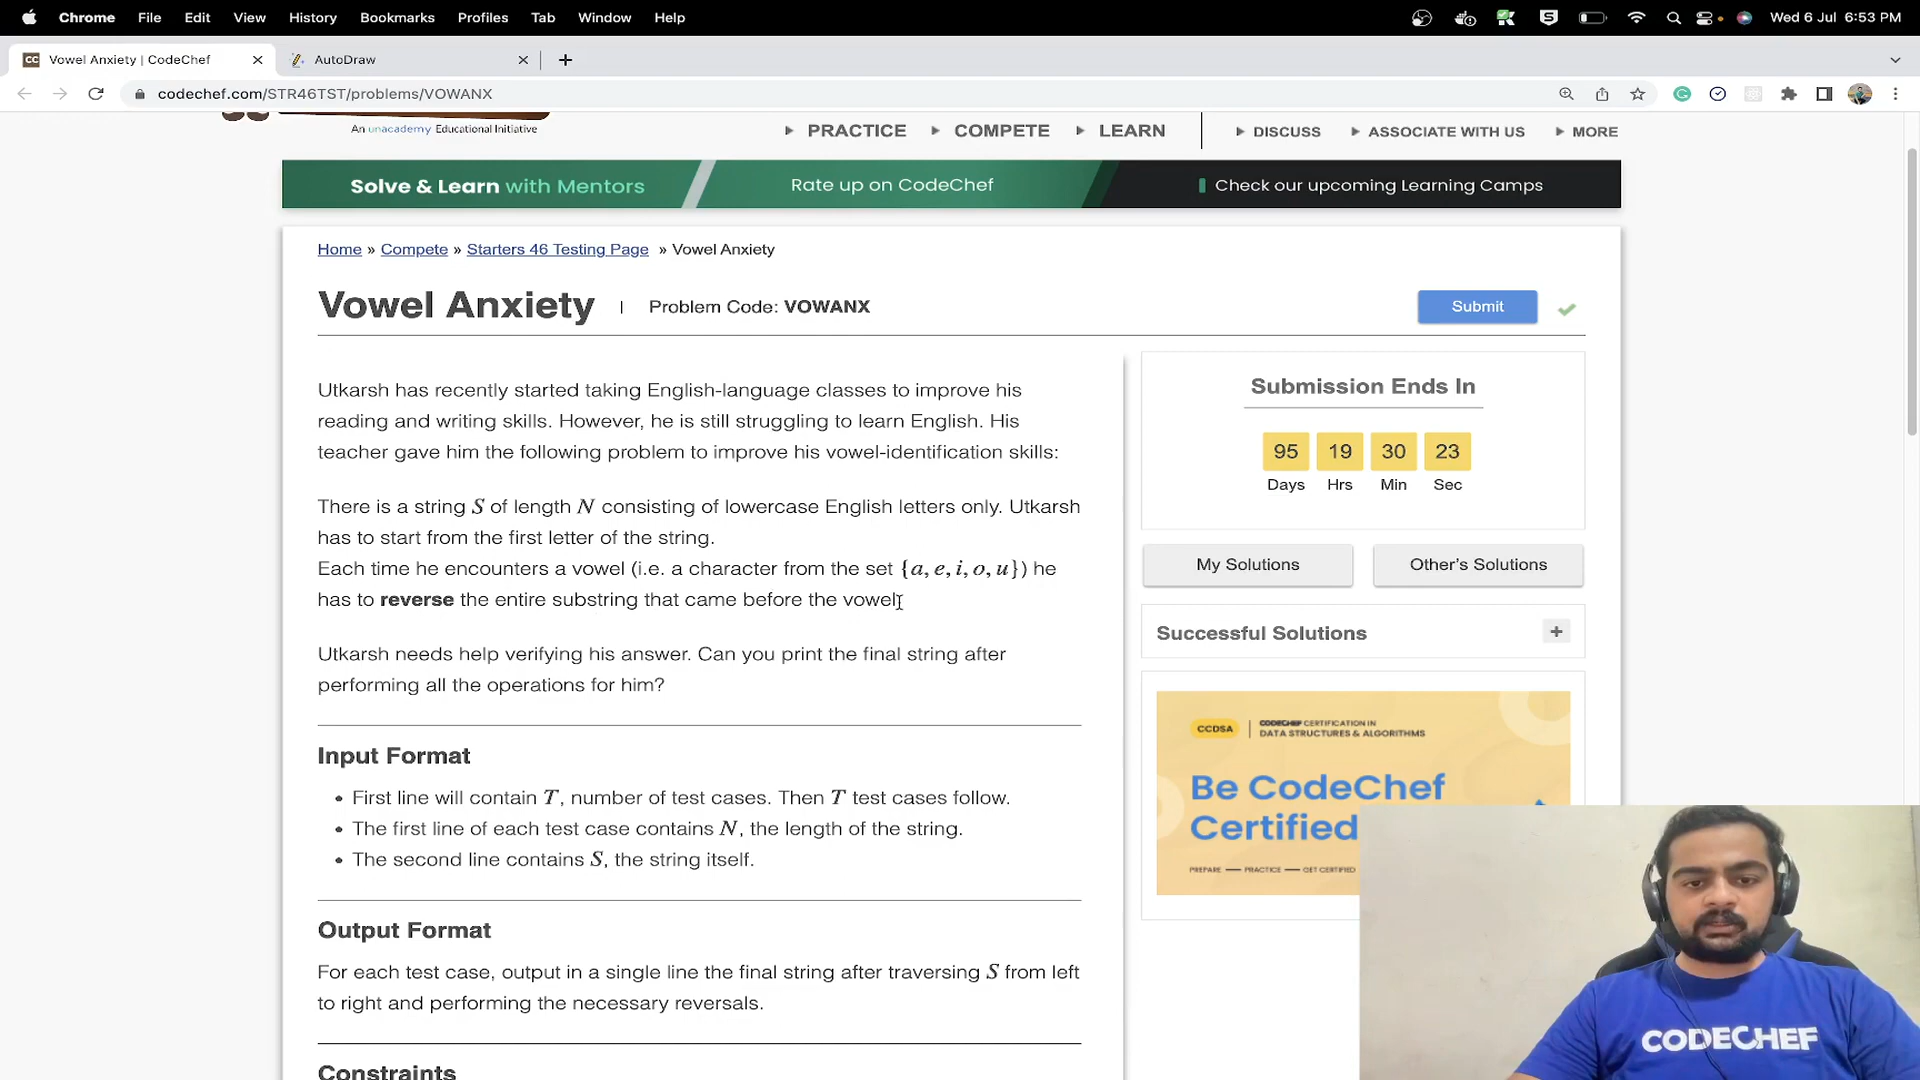 Chrome File Edit View History Bookmarks Profiles Tab Window Help Wed 6 Jul 6:53 PM
Vowel Anxiety | CodeChef AutoDraw
codechef.com/STR46TST/problems/VOWANX
An unacademy Educational Initiative
PRACTICE COMPETE LEARN DISCUSS ASSOCIATE WITH US MORE
Solve & Learn with Mentors Rate up on CodeChef Check our upcoming Learning Camps
Home » Compete » Starters 46 Testing Page » Vowel Anxiety
Vowel Anxiety | Problem Code: VOWANX Submit
Utkarsh has recently started taking English-language classes to improve his
reading and writing skills. However, he is still struggling to learn English. His
teacher gave him the following problem to improve his vowel-identification skills:
There is a string S of length N consisting of lowercase English letters only. Utkarsh
has to start from the first letter of the string.
Each time he encounters a vowel (i.e. a character from the set {a, e, i, o, u}) he
has to reverse the entire substring that came before the vowel
Utkarsh needs help verifying his answer. Can you print the final string after
performing all the operations for him?
Input Format
• First line will contain T, number of test cases. Then T test cases follow.
• The first line of each test case contains N, the length of the string.
• The second line contains S, the string itself.
Output Format
For each test case, output in a single line the final string after traversing S from left
to right and performing the necessary reversals.
Constraints
Submission Ends In
95 19 30 23
Days Hrs Min Sec
My Solutions Other's Solutions
Successful Solutions +
CCDSA CODECHEF CERTIFICATION IN
DATA STRUCTURES & ALGORITHMS
Be CodeChef
Certified
PREPARE — PRACTICE — GET CERTIFIED
CODECHEF